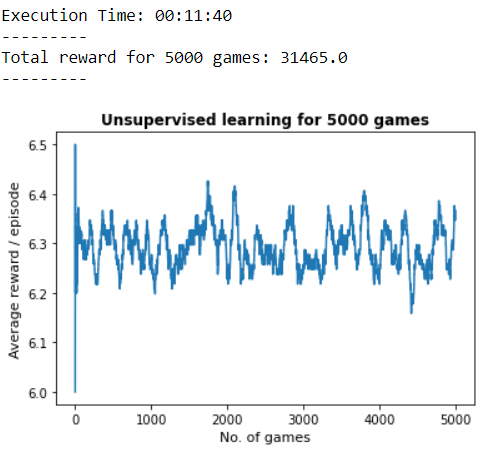 Execution Time: 00:11:40
---------
Total reward for 5000 games: 31465.0
---------
Unsupervised learning for 5000 games
6.5
6.4
6.3
6.2
6.1
6.0
Average reward / episode
0 1000 2000 3000 4000 5000
No. of games